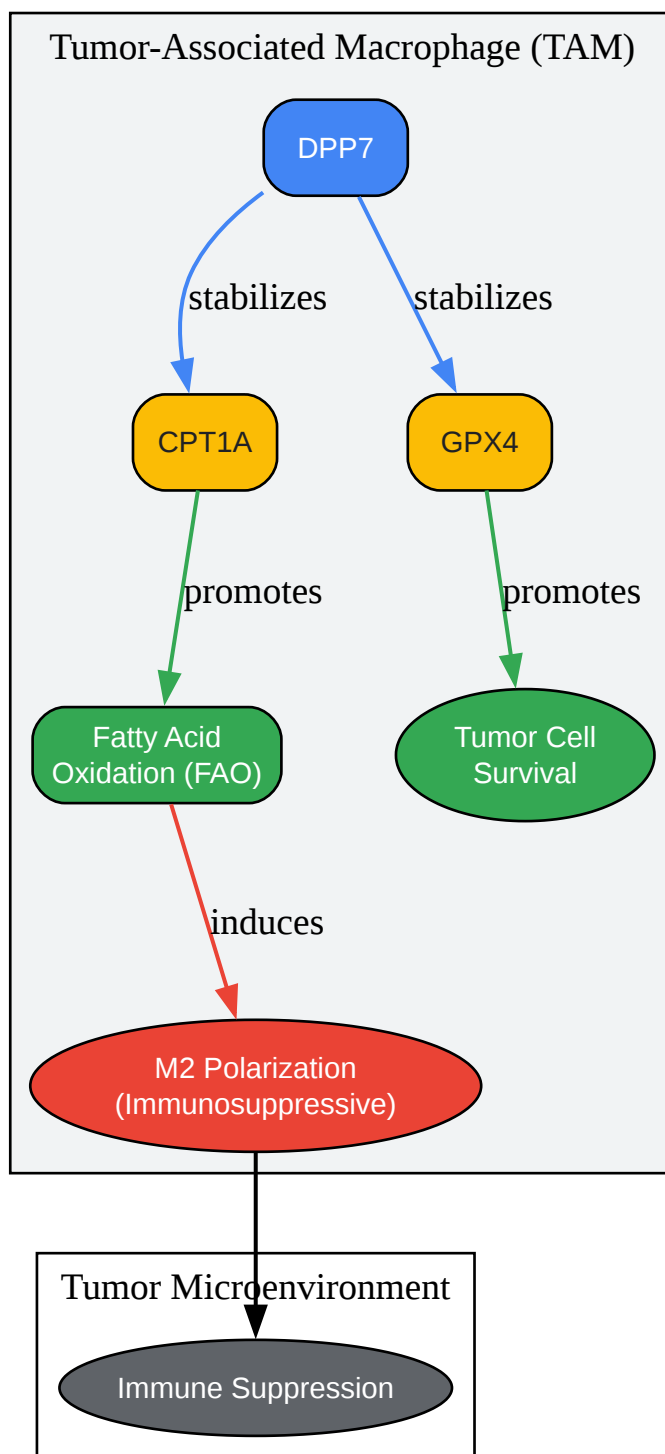 Tumor-Associated Macrophage (TAM)
DPP7
stabilizes
stabilizes
CPT1A
GPX4
promotes
promotes
Fatty Acid
Oxidation (FAO)
Tumor Cell
Survival
induces
M2 Polarization
(Immunosuppressive)
Tumor Microenvironment
Immune Suppression